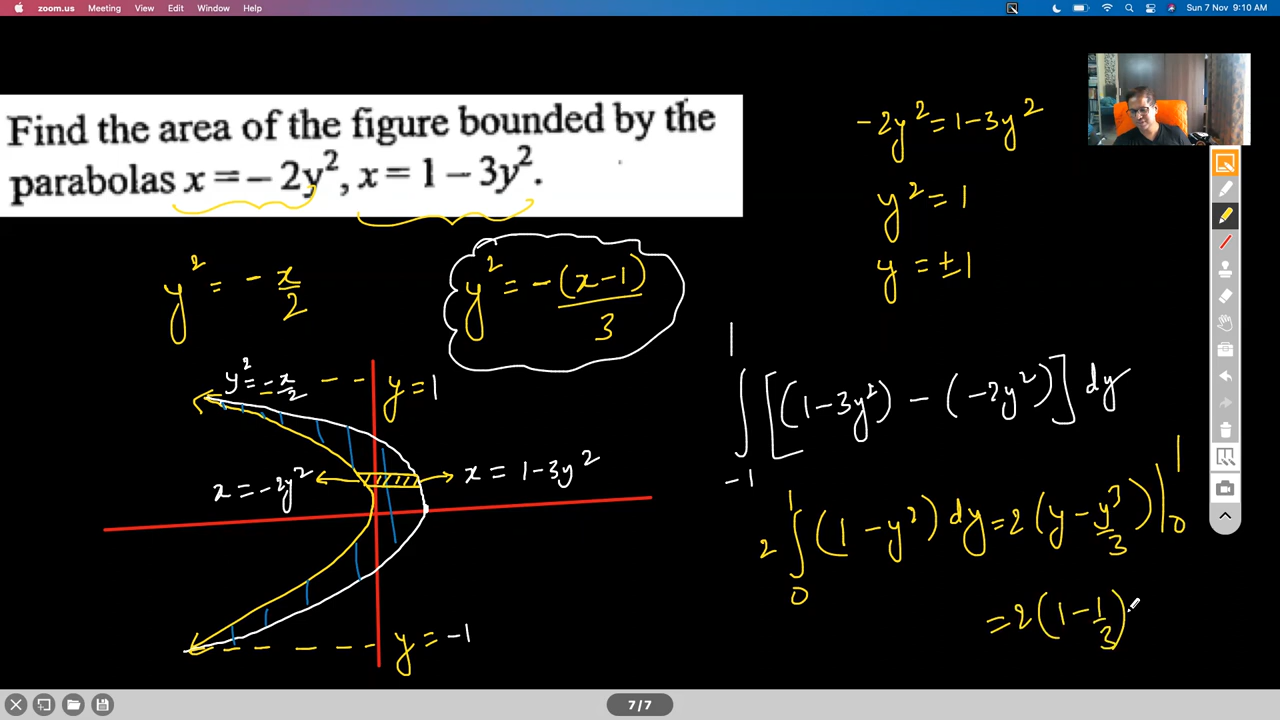 zoom.us Meeting View Edit Window Help Sun 7 Nov 9:10 AM
Find the area of the figure bounded by the
parabolas x = − 2y², x = 1 − 3y².
y² = − x/2
y² = −(x−1)/3
−2y² = 1−3y²
y² = 1
y = ±1
y² = −x/2
y = 1
x = −2y²
x = 1−3y²
y = −1
∫₋₁¹ [(1−3y²) − (−2y²)] dy
2 ∫₀¹ (1 − y²) dy = 2 (y − y³/3) |₀¹
= 2 (1 − 1/3)
7/7